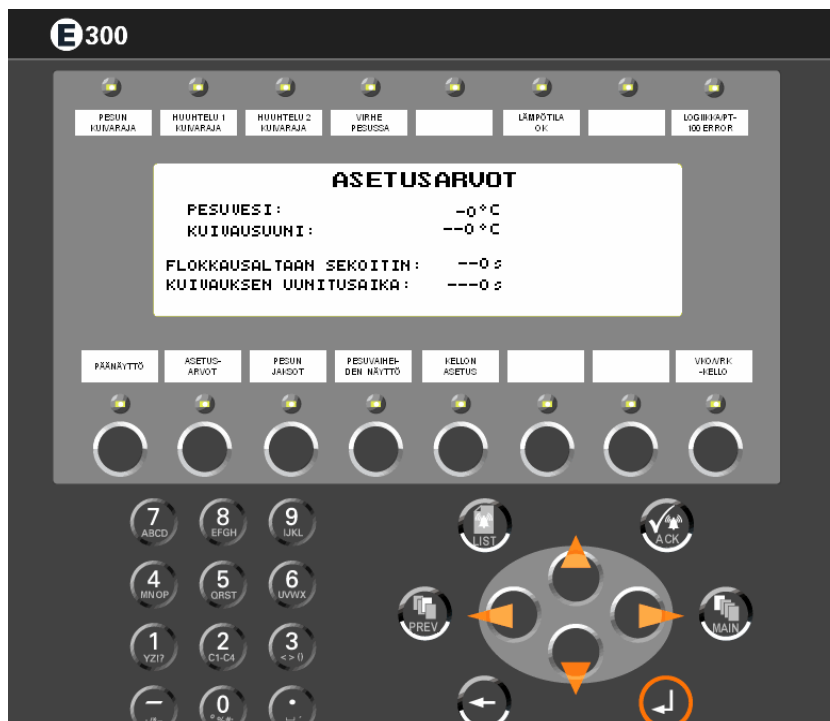 E300
PESUN
KUIVARAJA
HUUHTELU 1
KUIVARAJA
HUUHTELU 2
KUIVARAJA
VIRHE
PESUSSA
LÄMPÖTILA
OK
LOGIIKKA/PT-
100 ERROR
ASETUSARVOT
PESUVESI: -0°C
KUIVAUSUUNI: --0°C
FLOKKAUSALTAAN SEKOITIN: --0s
KUIVAUKSEN UUNITUSAIKA: ---0s
PÄÄNÄYTTÖ
ASETUS-
ARVOT
PESUN
JAKSOT
PESUVAIHEI-
DEN NÄYTTÖ
KELLON
ASETUS
VKO/VRK
-KELLO
7
ABCD
8
EFGH
9
IJKL
LIST
ACK
4
MNOP
5
QRST
6
UVWX
PREV
MAIN
1
YZ!?
2
C1-C4
3
<>()
-
0
.